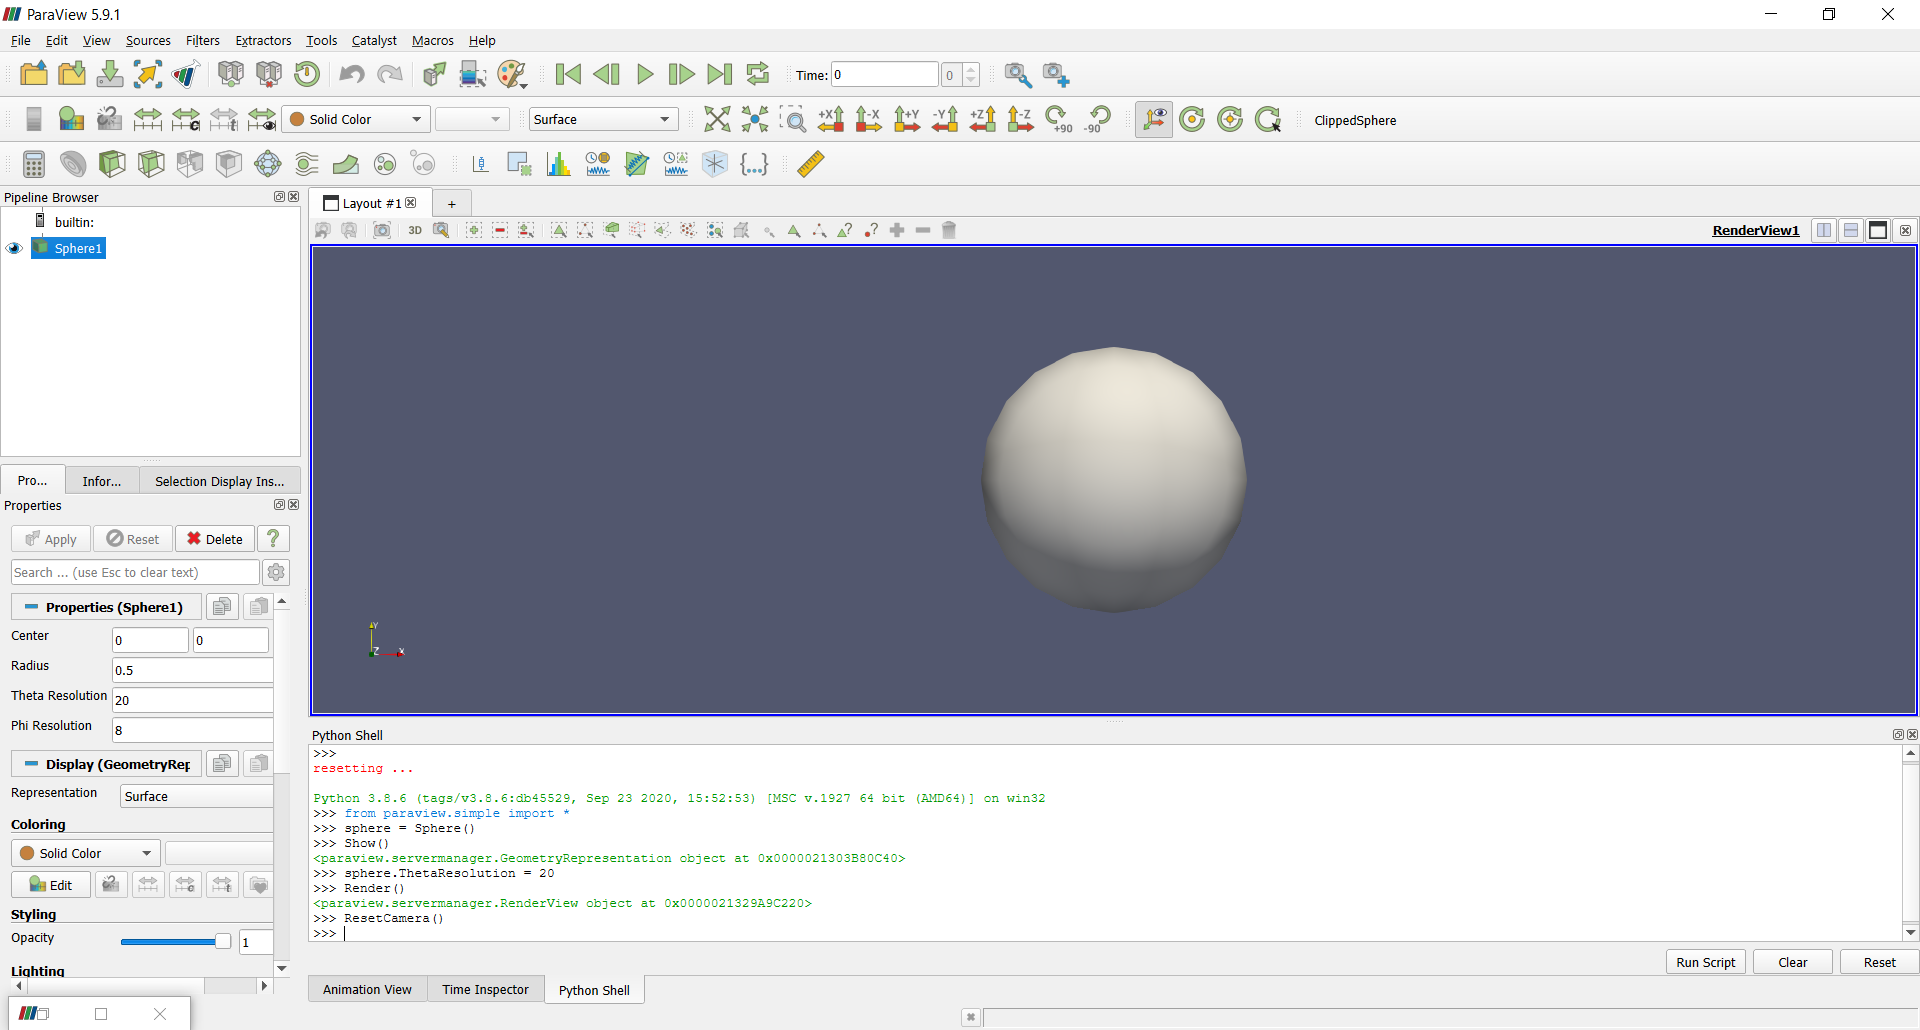 ParaView 5.9.1
File Edit View Sources Filters Extractors Tools Catalyst Macros Help
Time: 0 0
Solid Color Surface +X -X +Y -Y +Z -Z +90 -90 ClippedSphere
Pipeline Browser
builtin:
Sphere1
Layout #1 +
3D RenderView1
Pro... Infor... Selection Display Ins...
Properties
Apply Reset Delete ?
Search ... (use Esc to clear text)
Properties (Sphere1)
Center 0 0
Radius 0.5
Theta Resolution 20
Phi Resolution 8
Display (GeometryRep
Representation Surface
Coloring
Solid Color
Edit
Styling
Opacity 1
Lighting
Y
Z X
Python Shell
>>>
resetting ...
Python 3.8.6 (tags/v3.8.6:db45529, Sep 23 2020, 15:52:53) [MSC v.1927 64 bit (AMD64)] on win32
>>> from paraview.simple import *
>>> sphere = Sphere()
>>> Show()
<paraview.servermanager.GeometryRepresentation object at 0x0000021303B80C40>
>>> sphere.ThetaResolution = 20
>>> Render()
<paraview.servermanager.RenderView object at 0x0000021329A9C220>
>>> ResetCamera()
>>>
Run Script Clear Reset
Animation View Time Inspector Python Shell